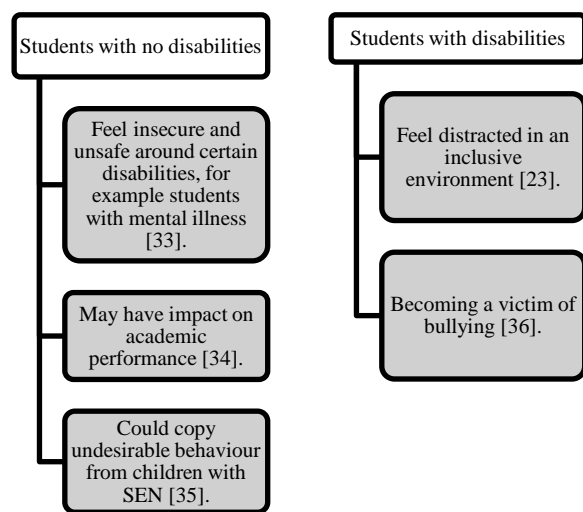 Students with no disabilities
Feel insecure and
unsafe around certain
disabilities, for
example students
with mental illness
[33].
May have impact on
academic
performance [34].
Could copy
undesirable behaviour
from children with
SEN [35].
Students with disabilities
Feel distracted in an
inclusive
environment [23].
Becoming a victim of
bullying [36].